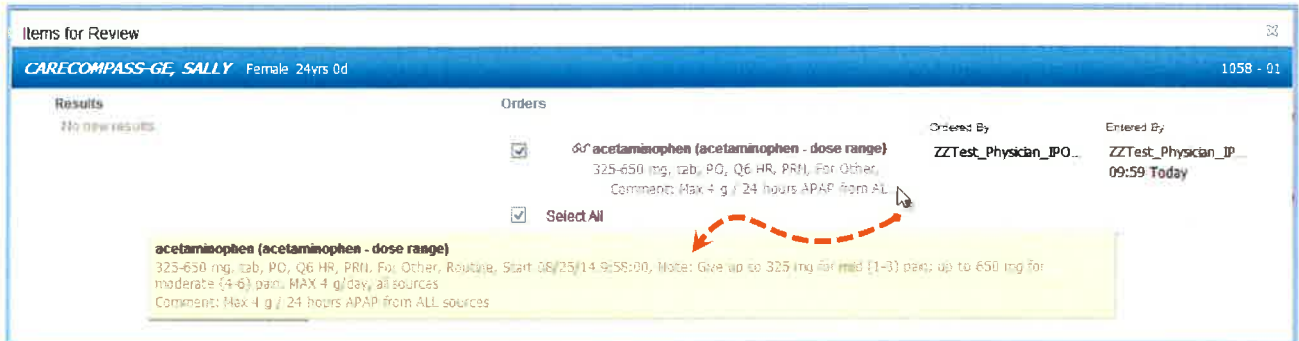 Items for Review
CARECOMPASS-GE, SALLY Female 24yrs 0d 1058 - 01
Results
No new results
Orders
Ordered By
Entered By
acetaminophen (acetaminophen - dose range)
325-650 mg, tab, PO, Q6 HR, PRN, For Other,
Comment: Max 4 g / 24 hours APAP from AL...
ZZTest_Physician_IPO...
ZZTest_Physician_IP...
09:59 Today
Select All
acetaminophen (acetaminophen - dose range)
325-650 mg, tab, PO, Q6 HR, PRN, For Other, Routine, Start 08/25/14 9:58:00, Note: Give up to 325 mg for mild (1-3) pain; up to 650 mg for
moderate (4-6) pain. MAX 4 g/day, all sources
Comment: Max 4 g / 24 hours APAP from ALL sources